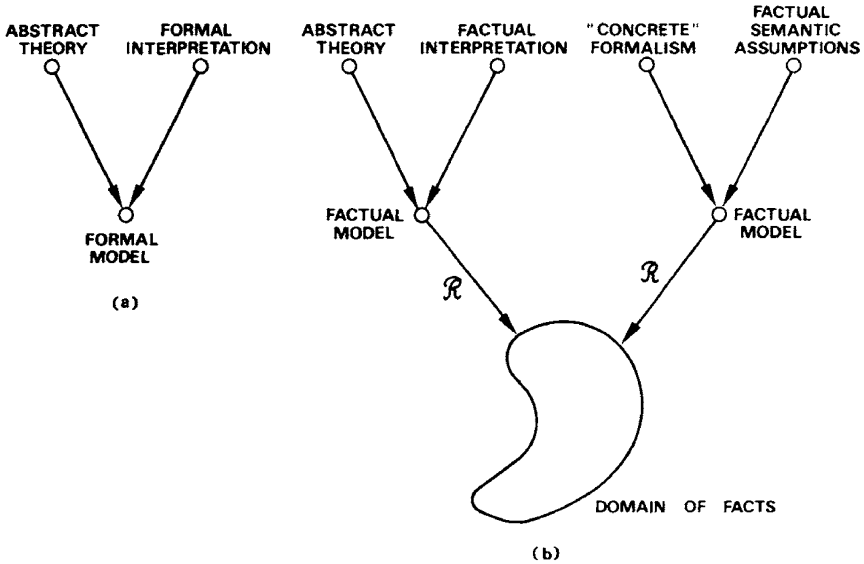 ABSTRACT
THEORY
FORMAL
INTERPRETATION
FORMAL
MODEL
(a)
ABSTRACT
THEORY
FACTUAL
INTERPRETATION
"CONCRETE"
FORMALISM
FACTUAL
SEMANTIC
ASSUMPTIONS
FACTUAL
MODEL
FACTUAL
MODEL
ℛ
ℛ
DOMAIN OF FACTS
(b)